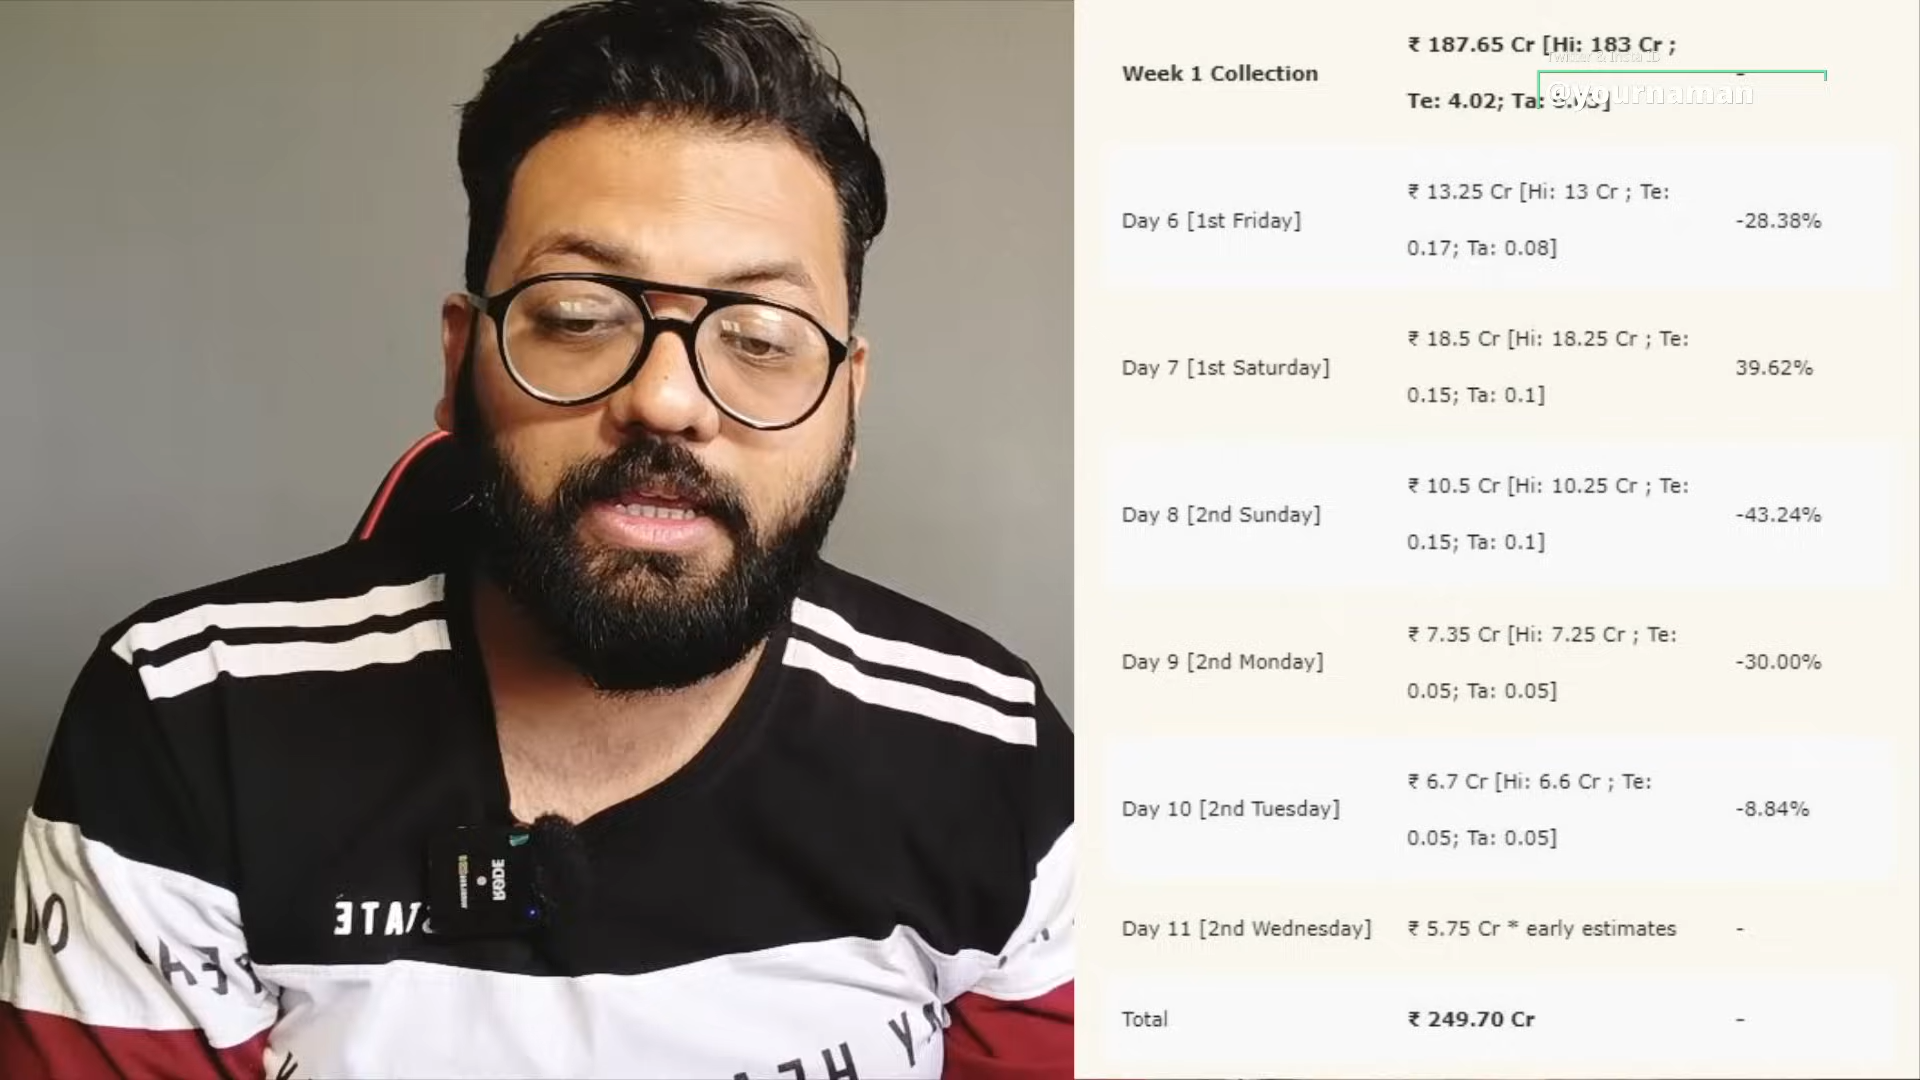 Week 1 Collection
₹ 187.65 Cr [Hi: 183 Cr ;
Te: 4.02; Ta:
-
Twitter & Insta ID
@yournaman
Day 6 [1st Friday]
₹ 13.25 Cr [Hi: 13 Cr ; Te:
0.17; Ta: 0.08]
-28.38%
Day 7 [1st Saturday]
₹ 18.5 Cr [Hi: 18.25 Cr ; Te:
0.15; Ta: 0.1]
39.62%
Day 8 [2nd Sunday]
₹ 10.5 Cr [Hi: 10.25 Cr ; Te:
0.15; Ta: 0.1]
-43.24%
Day 9 [2nd Monday]
₹ 7.35 Cr [Hi: 7.25 Cr ; Te:
0.05; Ta: 0.05]
-30.00%
Day 10 [2nd Tuesday]
₹ 6.7 Cr [Hi: 6.6 Cr ; Te:
0.05; Ta: 0.05]
-8.84%
Day 11 [2nd Wednesday]
₹ 5.75 Cr * early estimates
-
Total
₹ 249.70 Cr
-
RØDE